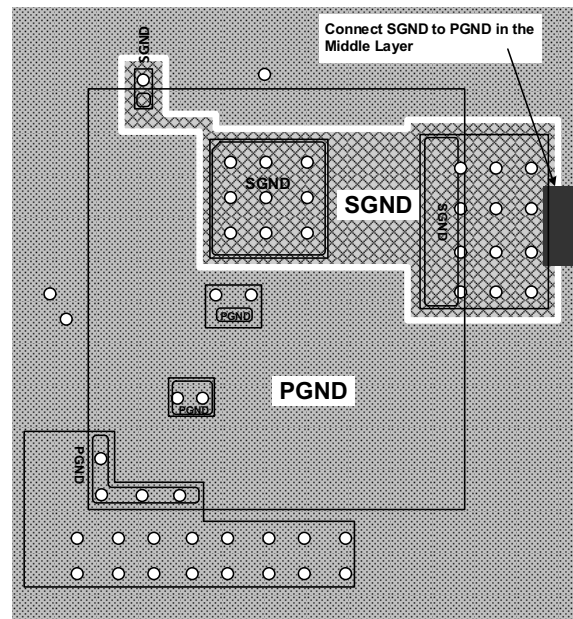 Connect SGND to PGND in the
Middle Layer
SGND
SGND
SGND
SGND
PGND
PGND
PGND
PGND